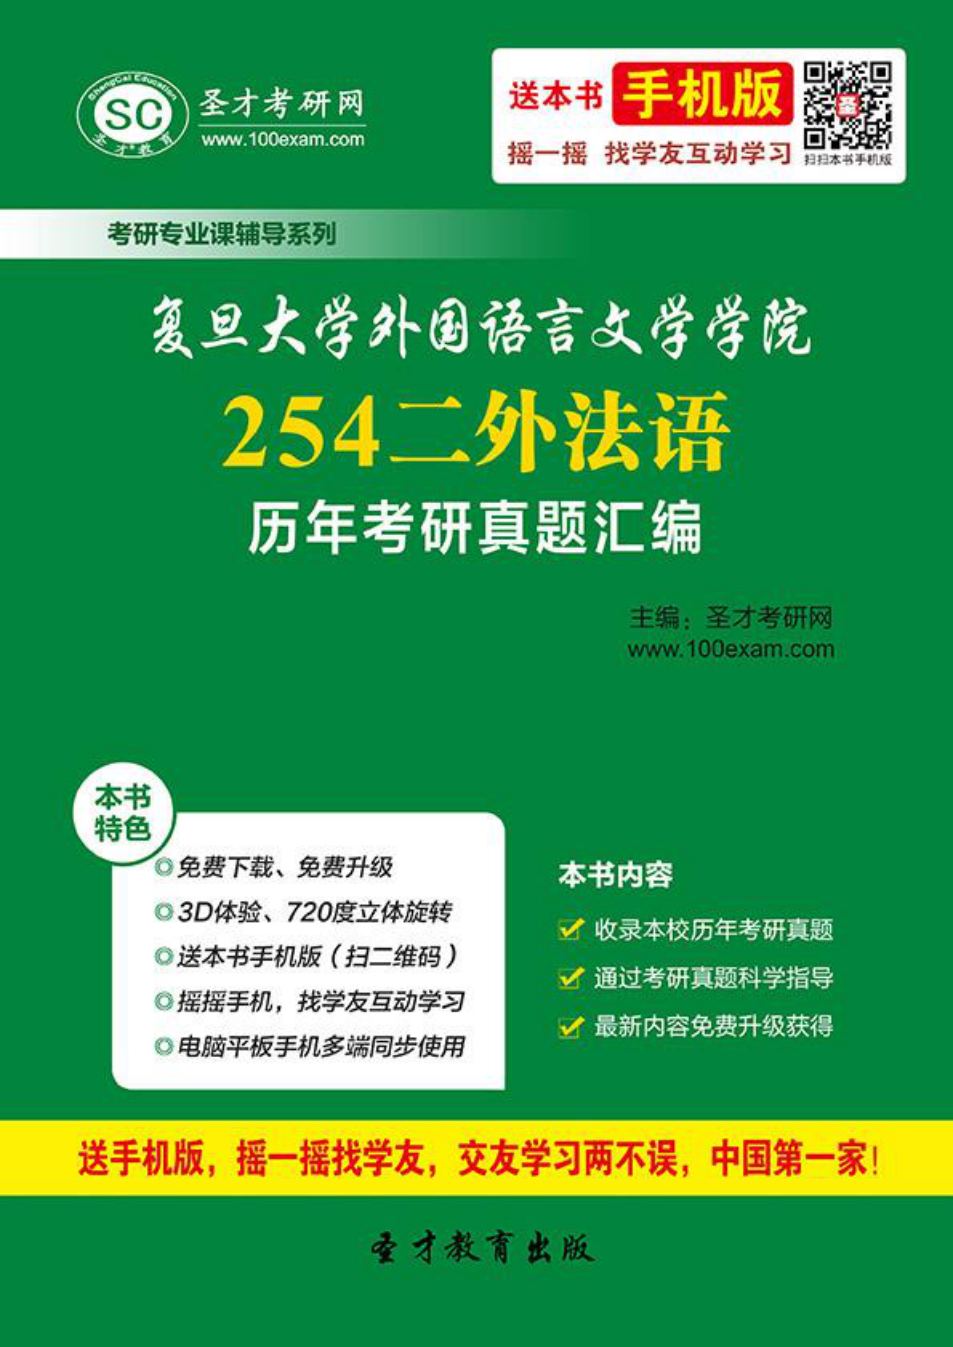 ShengCai Education
SC
圣才®教育
圣才考研网
www.100exam.com
送本书 手机版
摇一摇 找学友互动学习
圣
扫扫本书手机版
考研专业课辅导系列
复旦大学外国语言文学学院
254二外法语
历年考研真题汇编
主编：圣才考研网
www.100exam.com
本书
特色
免费下载、免费升级
3D体验、720度立体旋转
送本书手机版（扫二维码）
摇摇手机，找学友互动学习
电脑平板手机多端同步使用
本书内容
收录本校历年考研真题
通过考研真题科学指导
最新内容免费升级获得
送手机版，摇一摇找学友，交友学习两不误，中国第一家！
圣才教育出版